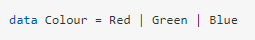 data Colour = Red | Green | Blue